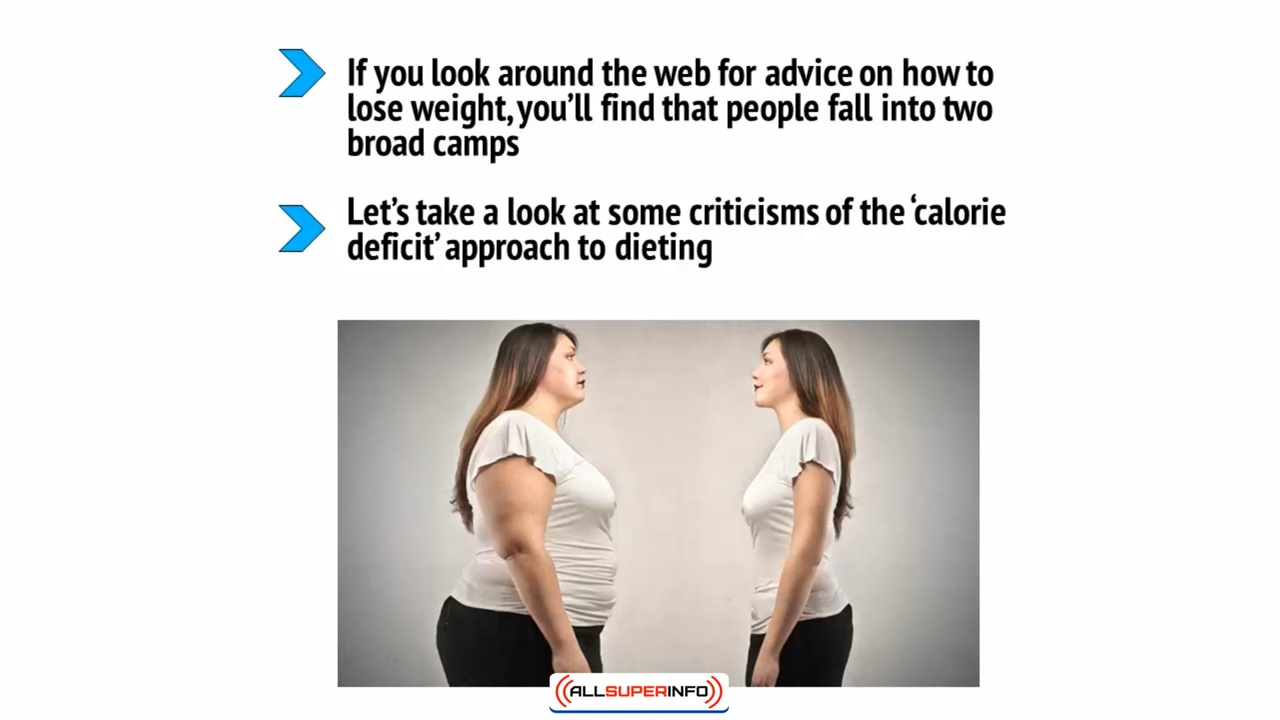 If you look around the web for advice on how to
lose weight, you’ll find that people fall into two
broad camps
Let’s take a look at some criticisms of the ‘calorie
deficit’ approach to dieting
ALLSUPERINFO